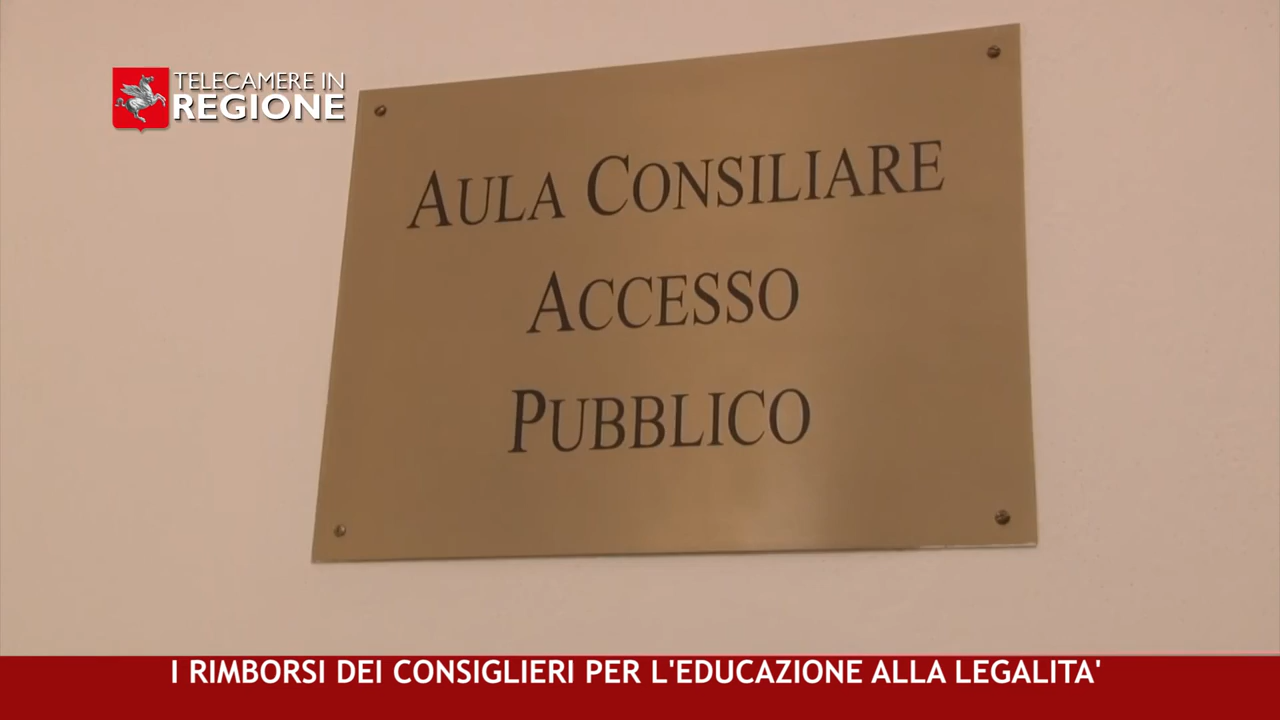 TELECAMERE IN
REGIONE
AULA CONSILIARE
ACCESSO
PUBBLICO
I RIMBORSI DEI CONSIGLIERI PER L'EDUCAZIONE ALLA LEGALITA'